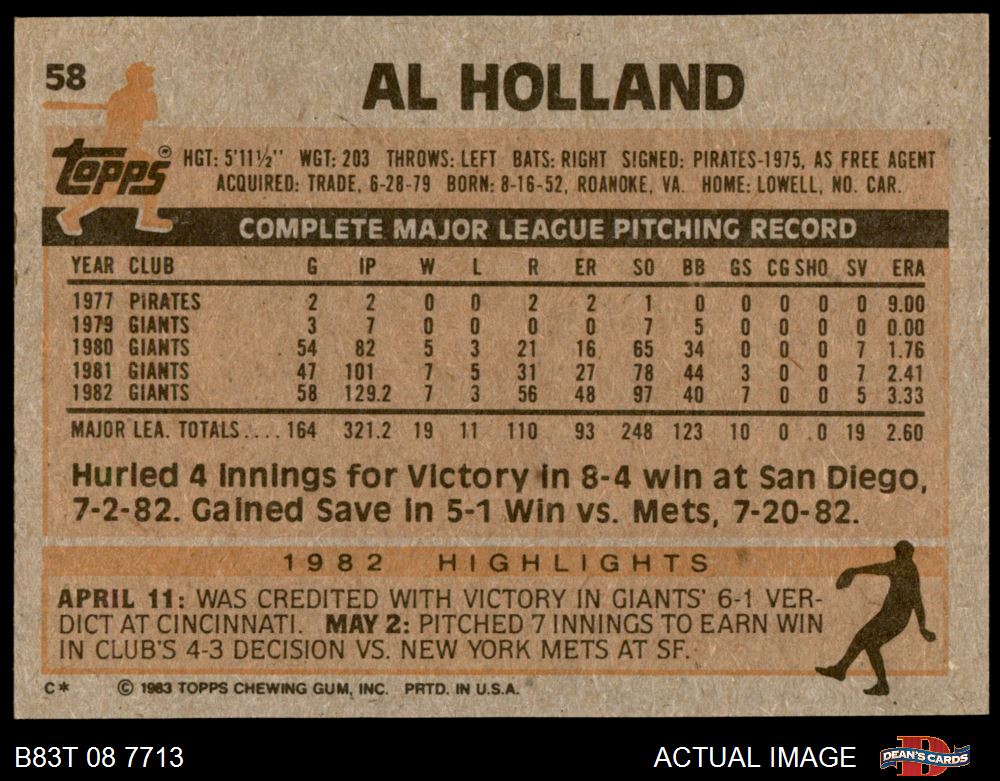 58
AL HOLLAND
Topps®
HGT: 5'11½" WGT: 203 THROWS: LEFT BATS: RIGHT SIGNED: PIRATES-1975, AS FREE AGENT
ACQUIRED: TRADE, 6-28-79 BORN: 8-16-52, ROANOKE, VA. HOME: LOWELL, NO. CAR.
COMPLETE MAJOR LEAGUE PITCHING RECORD
YEAR CLUB G IP W L R ER SO BB GS CG SHO SV ERA
1977 PIRATES 2 2 0 0 2 2 1 0 0 0 0 0 9.00
1979 GIANTS 3 7 0 0 0 0 7 5 0 0 0 0 0.00
1980 GIANTS 54 82 5 3 21 16 65 34 0 0 0 7 1.76
1981 GIANTS 47 101 7 5 31 27 78 44 3 0 0 7 2.41
1982 GIANTS 58 129.2 7 3 56 48 97 40 7 0 0 5 3.33
MAJOR LEA. TOTALS.... 164 321.2 19 11 110 93 248 123 10 0 0 19 2.60
Hurled 4 innings for Victory in 8-4 win at San Diego,
7-2-82. Gained Save in 5-1 Win vs. Mets, 7-20-82.
1982 HIGHLIGHTS
APRIL 11: WAS CREDITED WITH VICTORY IN GIANTS' 6-1 VER-
DICT AT CINCINNATI. MAY 2: PITCHED 7 INNINGS TO EARN WIN
IN CLUB'S 4-3 DECISION VS. NEW YORK METS AT SF.
C* © 1983 TOPPS CHEWING GUM, INC. PRTD. IN U.S.A.
B83T 08 7713
ACTUAL IMAGE
D
DEAN'S CARDS